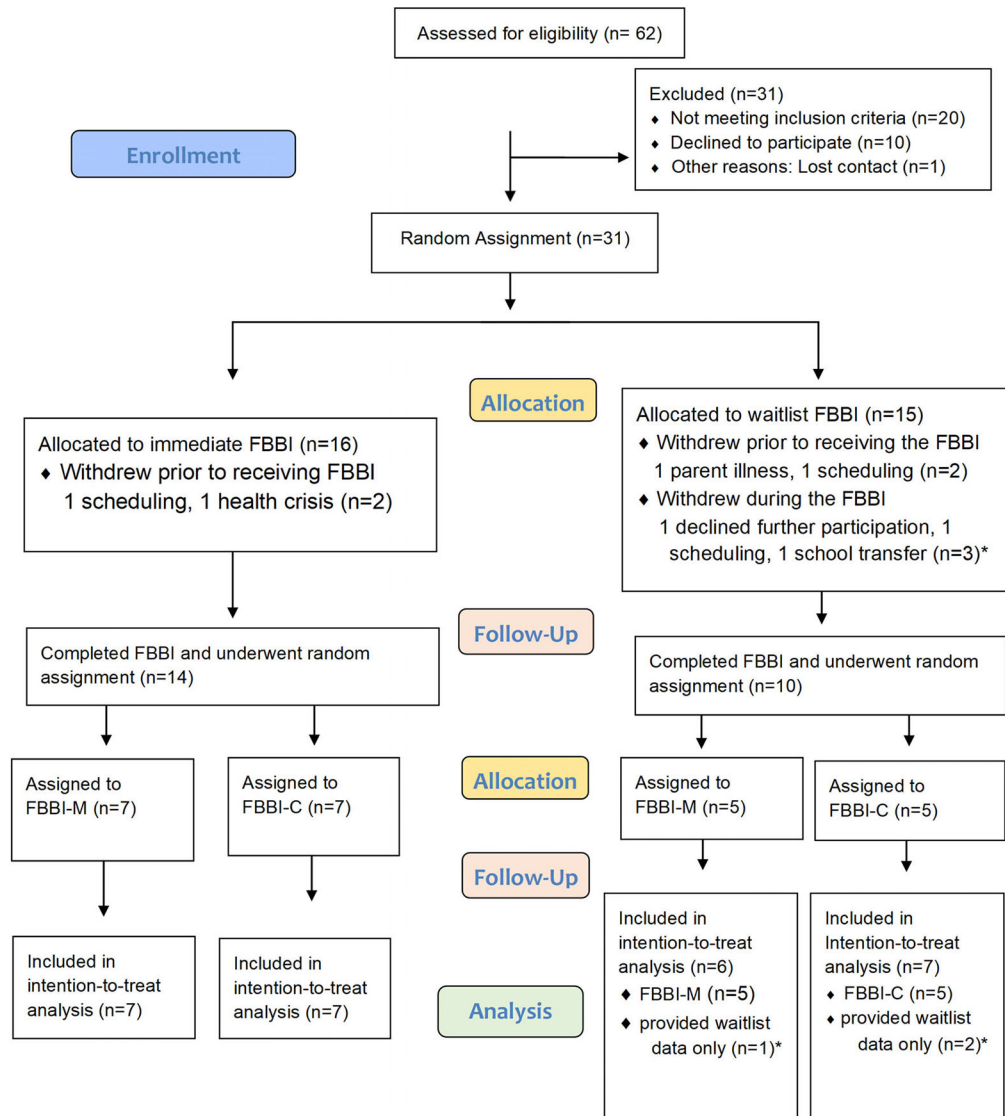 Assessed for eligibility (n= 62)
Excluded (n=31)
♦ Not meeting inclusion criteria (n=20)
♦ Declined to participate (n=10)
♦ Other reasons: Lost contact (n=1)
Enrollment
Random Assignment (n=31)
Allocation
Allocated to immediate FBBI (n=16)
♦ Withdrew prior to receiving FBBI
1 scheduling, 1 health crisis (n=2)
Allocated to waitlist FBBI (n=15)
♦ Withdrew prior to receiving the FBBI
1 parent illness, 1 scheduling (n=2)
♦ Withdrew during the FBBI
1 declined further participation, 1
scheduling, 1 school transfer (n=3)*
Follow-Up
Completed FBBI and underwent random
assignment (n=14)
Completed FBBI and underwent random
assignment (n=10)
Allocation
Assigned to
FBBI-M (n=7)
Assigned to
FBBI-C (n=7)
Assigned to
FBBI-M (n=5)
Assigned to
FBBI-C (n=5)
Follow-Up
Included in
intention-to-treat
analysis (n=7)
Included in
intention-to-treat
analysis (n=7)
Analysis
Included in
intention-to-treat
analysis (n=6)
♦ FBBI-M (n=5)
♦ provided waitlist
data only (n=1)*
Included in
Intention-to-treat
analysis (n=7)
♦ FBBI-C (n=5)
♦ provided waitlist
data only (n=2)*